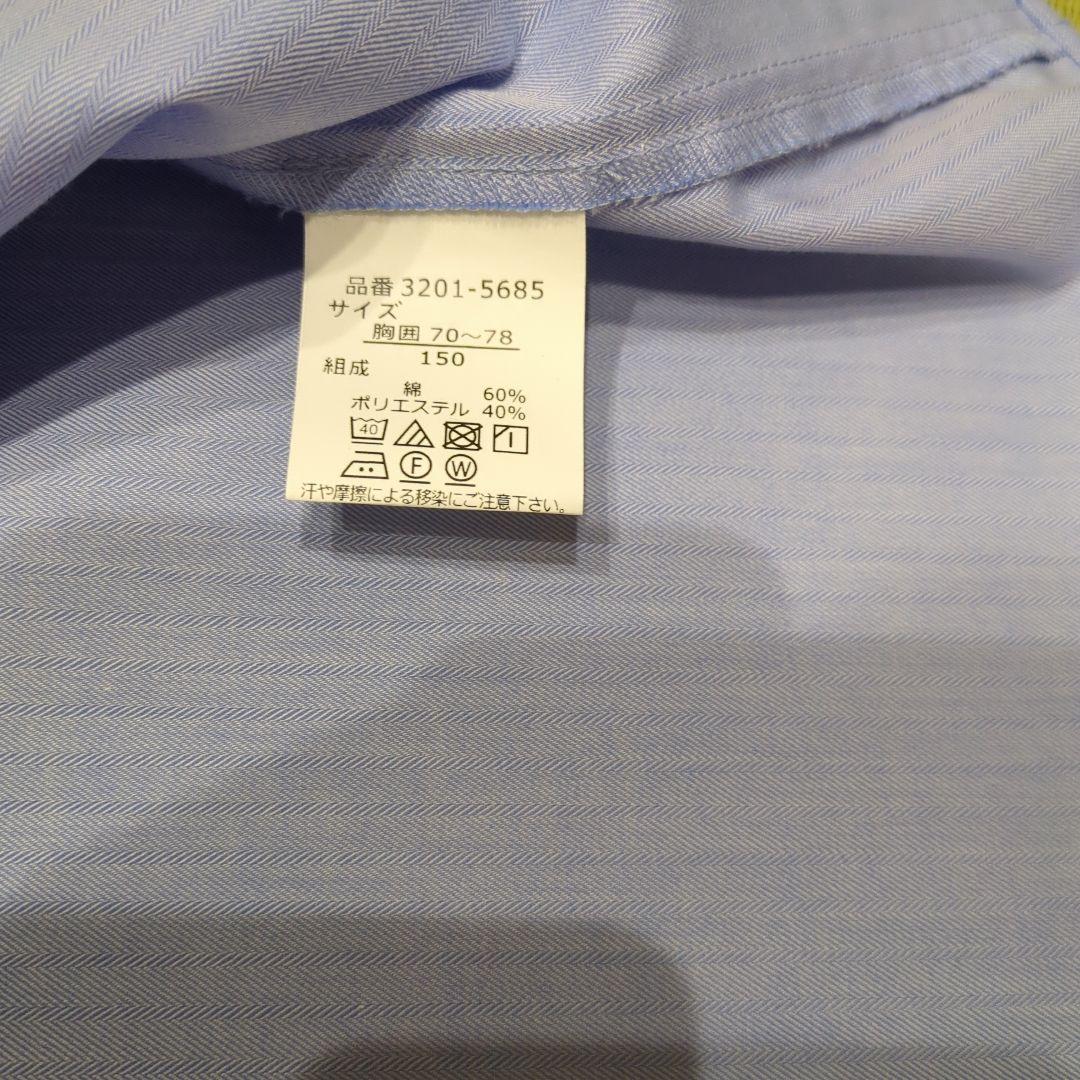 品番 3201-5685
サイズ
胸囲 70～78
150
組成
綿 60%
ポリエステル 40%
40
F W
汗や摩擦による移染にご注意下さい。